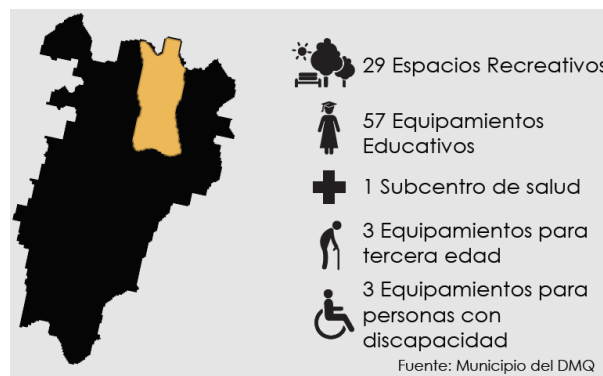 29 Espacios Recreativos
57 Equipamientos
Educativos
1 Subcentro de salud
3 Equipamientos para
tercera edad
3 Equipamientos para
personas con
discapacidad
Fuente: Municipio del DMQ